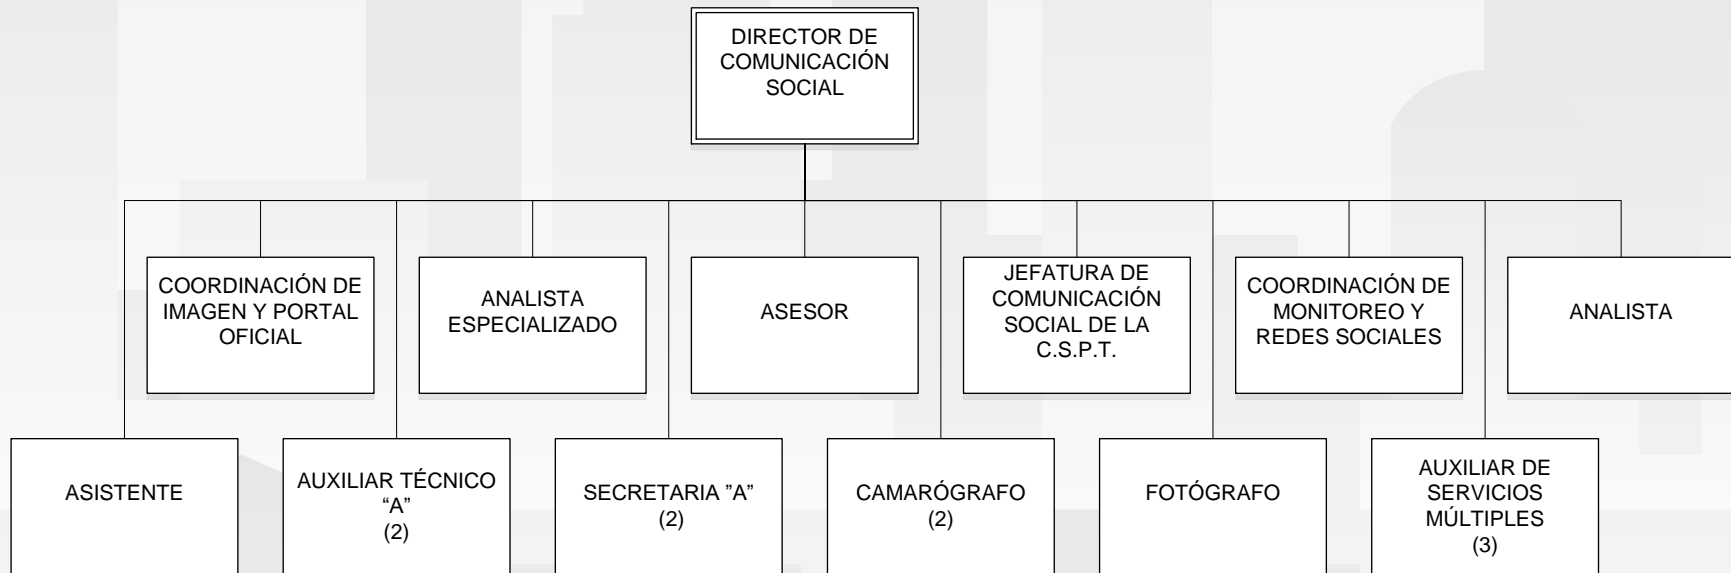 DIRECTOR DE
COMUNICACIÓN
SOCIAL
COORDINACIÓN DE
IMAGEN Y PORTAL
OFICIAL
ANALISTA
ESPECIALIZADO
ASESOR
JEFATURA DE
COMUNICACIÓN
SOCIAL DE LA
C.S.P.T.
COORDINACIÓN DE
MONITOREO Y
REDES SOCIALES
ANALISTA
ASISTENTE
AUXILIAR TÉCNICO
“A”
(2)
SECRETARIA ”A”
(2)
CAMARÓGRAFO
(2)
FOTÓGRAFO
AUXILIAR DE
SERVICIOS
MÚLTIPLES
(3)